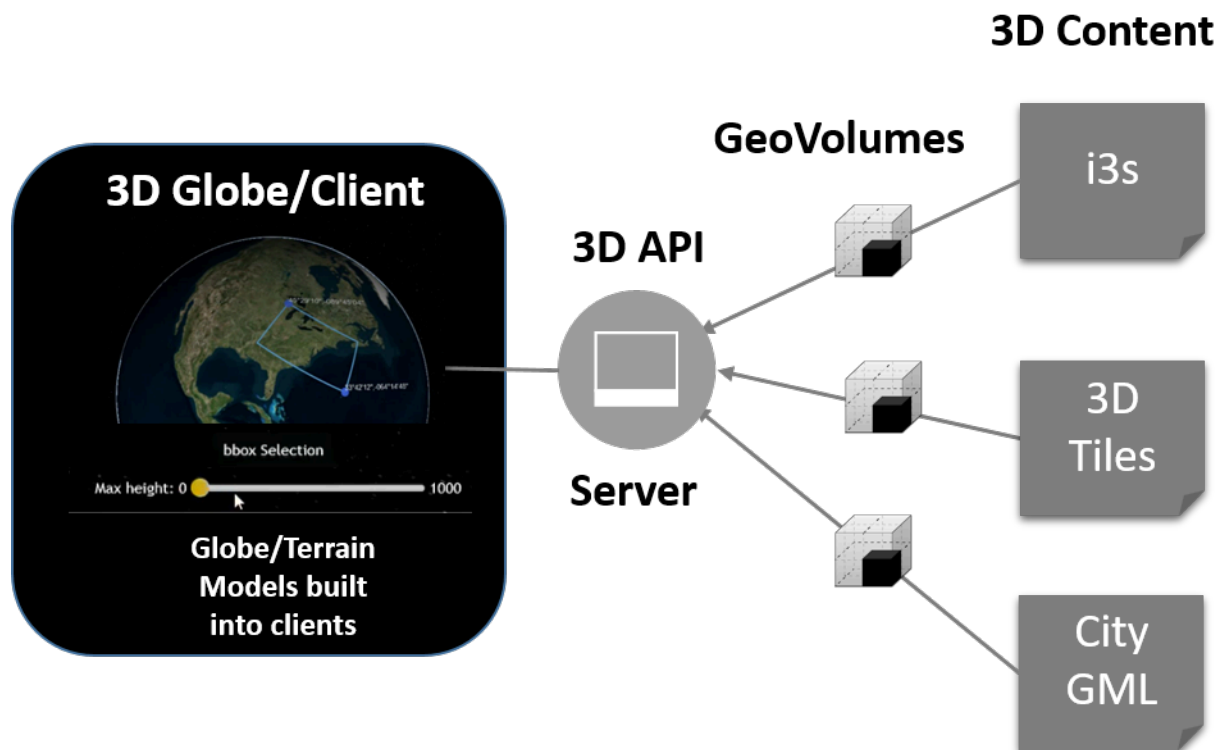 3D Content
GeoVolumes
i3s
3D Globe/Client
3D API
bbox Selection
Max height: 0
1000
Server
3D
Tiles
Globe/Terrain
Models built
into clients
City
GML